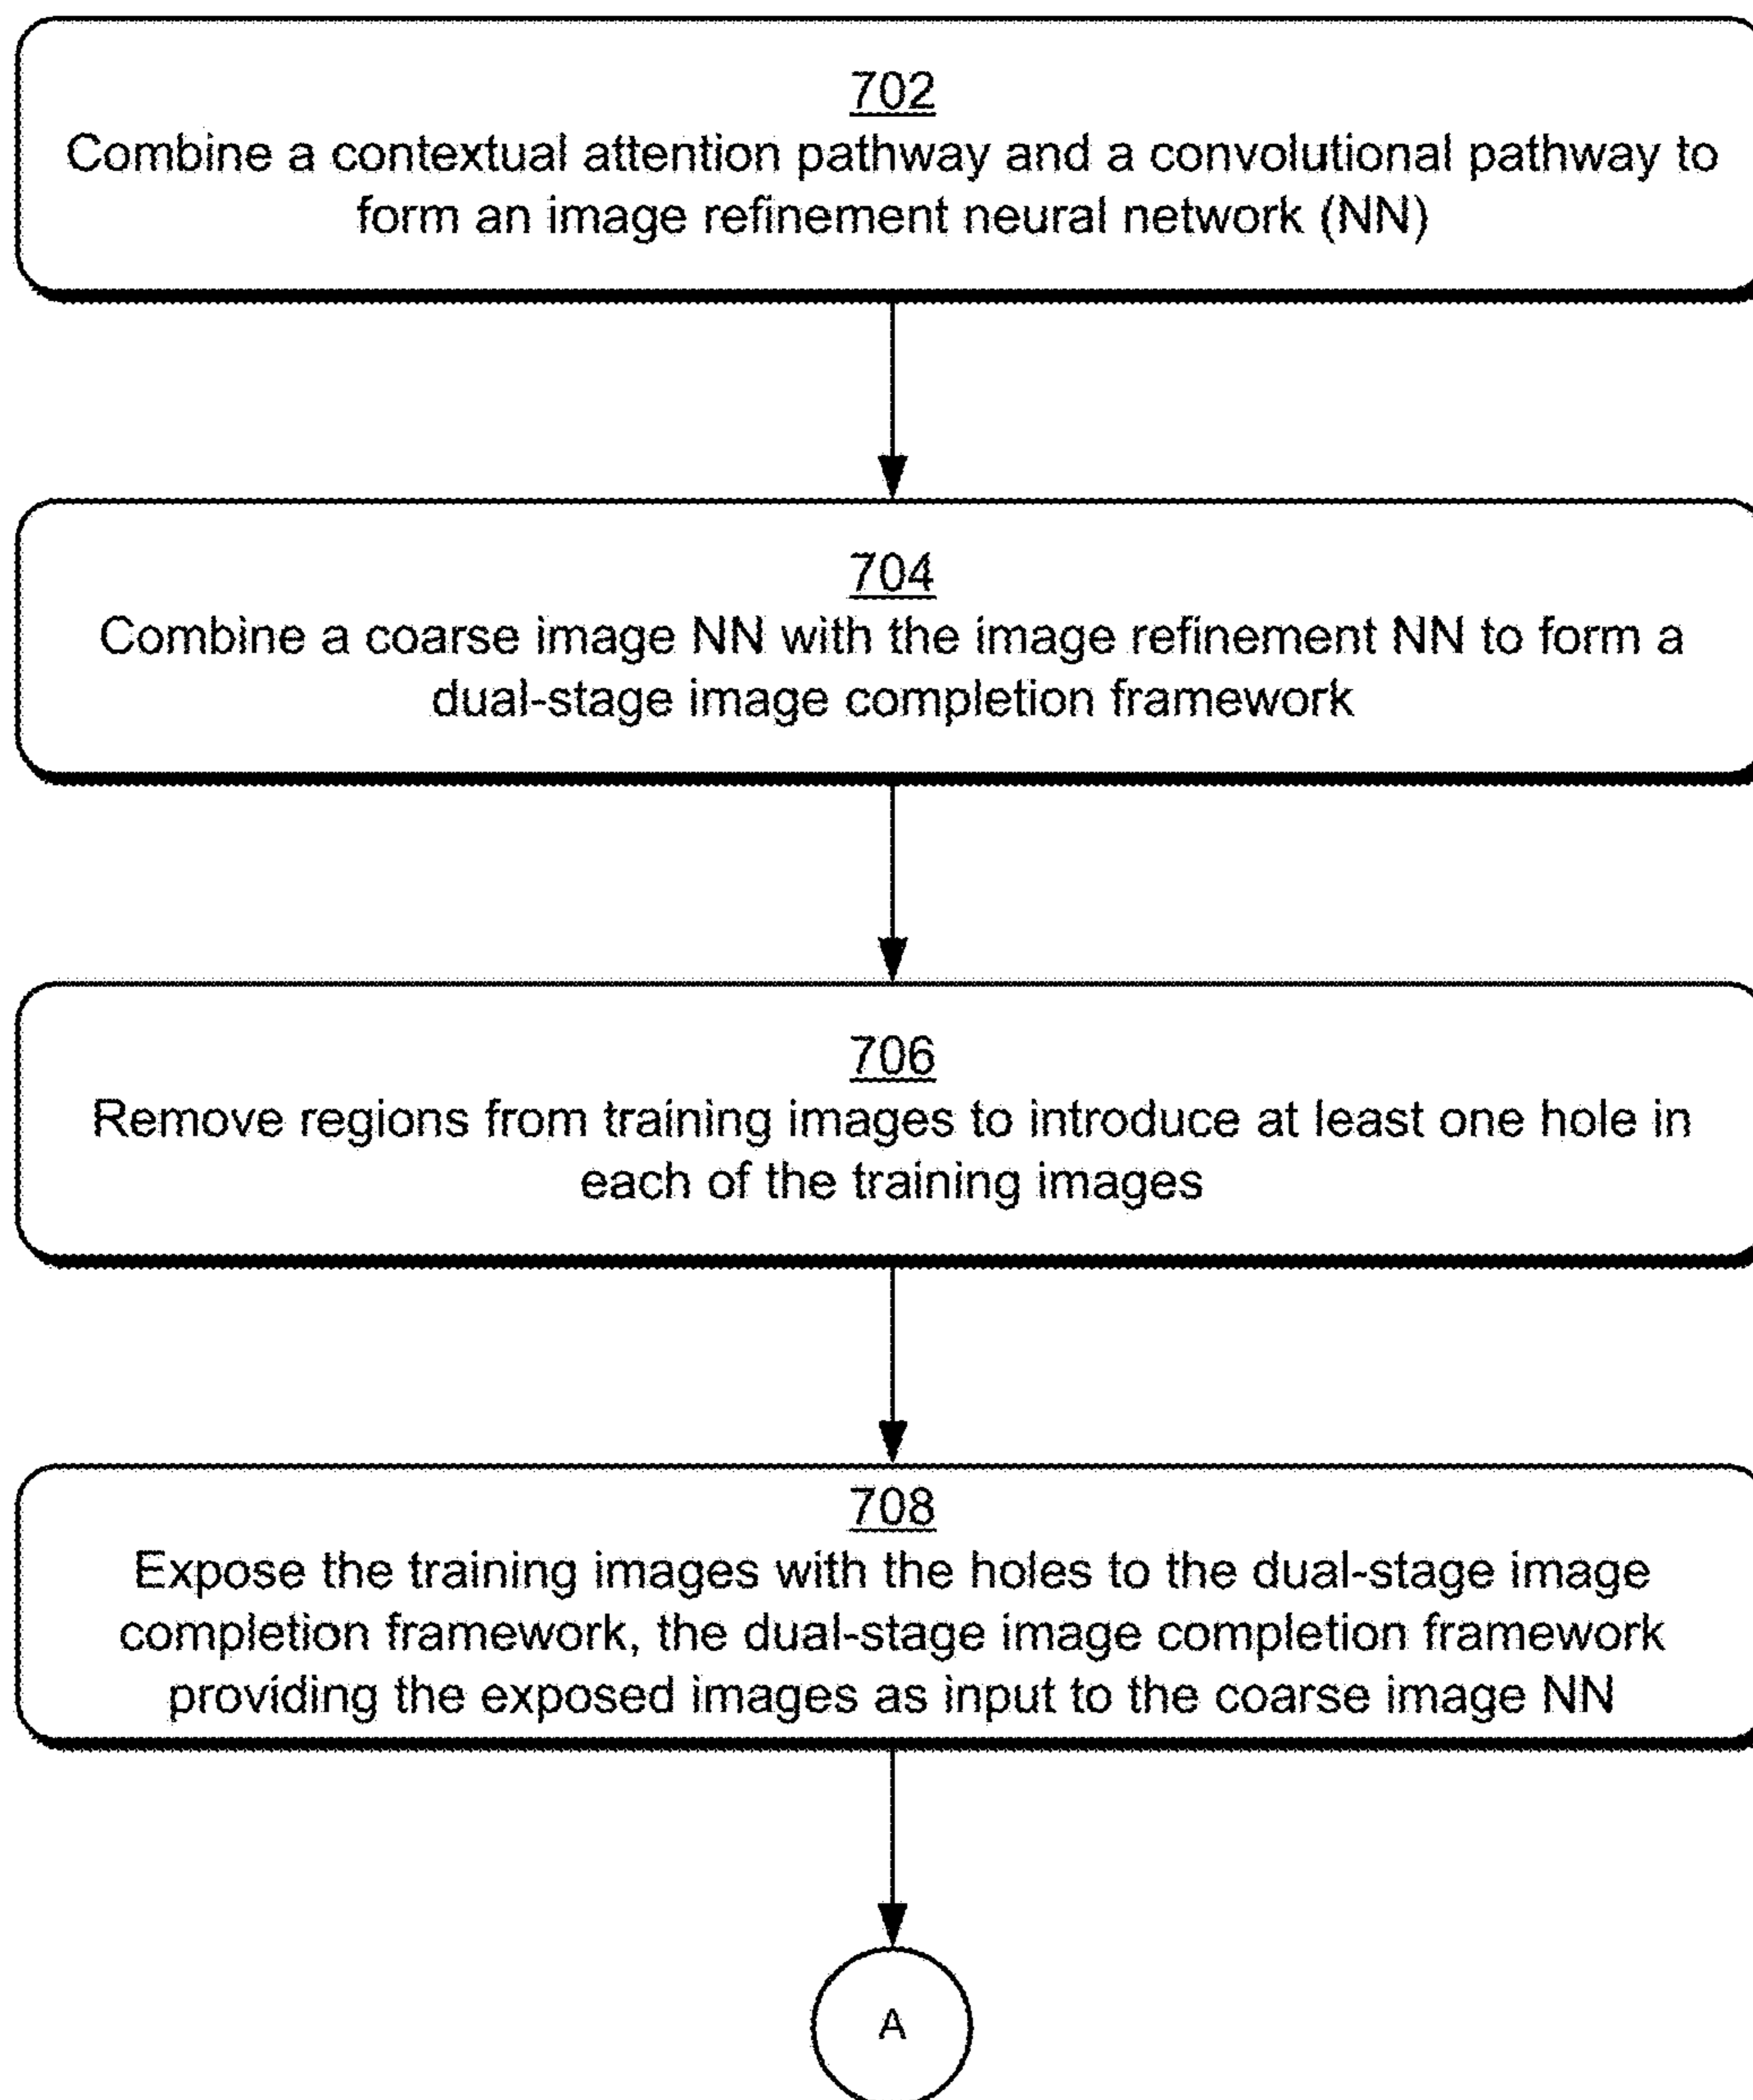 702
Combine a contextual attention pathway and a convolutional pathway to
form an image refinement neural network (NN)
704
Combine a coarse image NN with the image refinement NN to form a
dual-stage image completion framework
706
Remove regions from training images to introduce at least one hole in
each of the training images
708
Expose the training images with the holes to the dual-stage image
completion framework, the dual-stage image completion framework
providing the exposed images as input to the coarse image NN
A